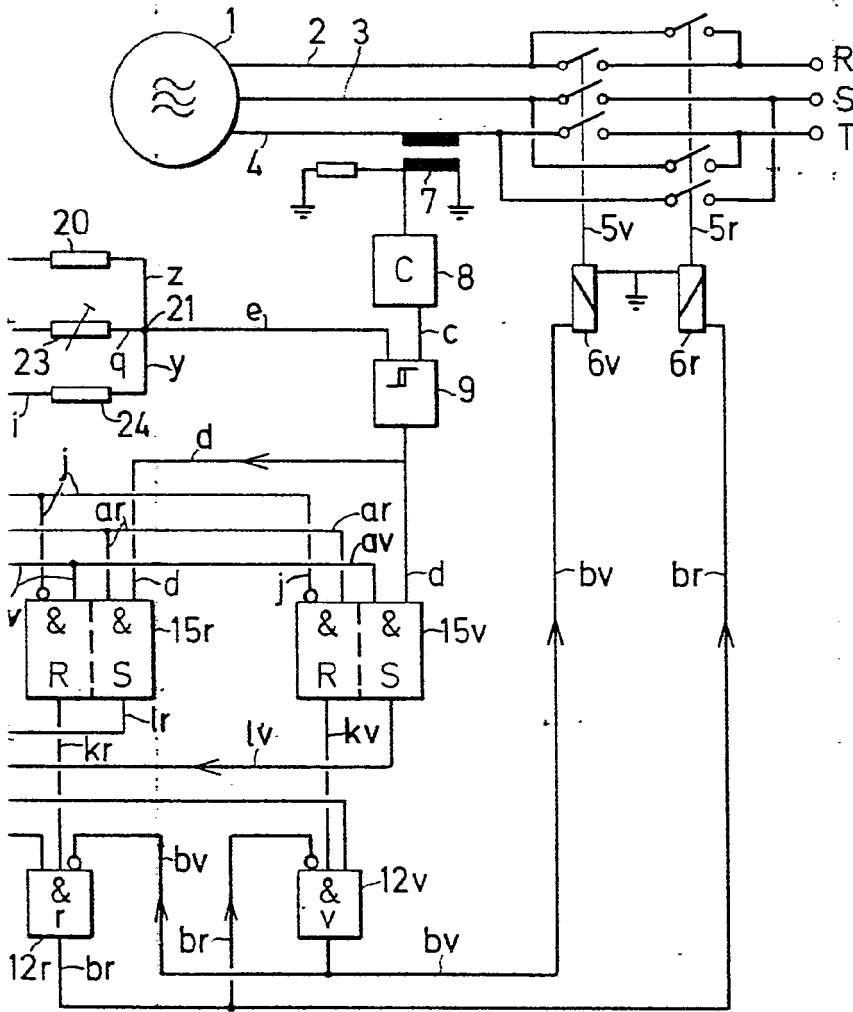 1
2
3
R
S
T
4
7
5v
5r
20
C
8
z
21
e
c
23
q
y
6v
6r
9
i
24
d
j
ar
ar
av
bv
br
v
d
j
d
& &
15r
& &
15v
R S
R S
lr
kr
lv
kv
bv
&
r
&
v
12v
br
bv
12r
br